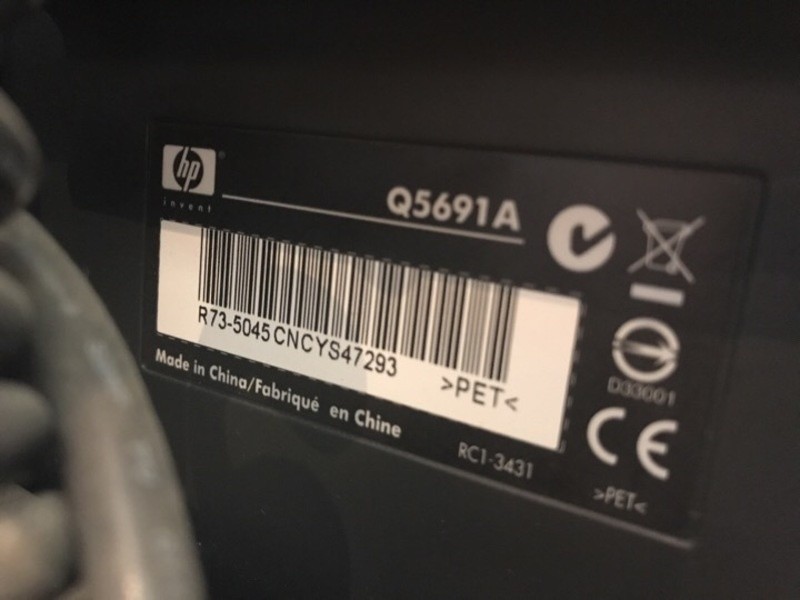 hp
invent
Q5691A
R73-5045 CNCYS47293
>PET<
Made in China/Fabriqué en Chine
RC1-3431
D33001
CE
>PET<